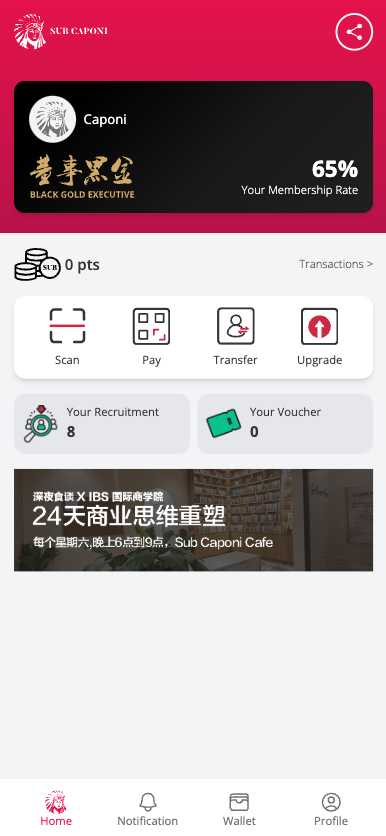 SUB CAPONI
Caponi
董事黑金
BLACK GOLD EXECUTIVE
65%
Your Membership Rate
SUB
0 pts
Transactions >
Scan
Pay
Transfer
Upgrade
Your Recruitment
8
Your Voucher
0
深夜食谈 X IBS 国际商学院
24天商业思维重塑
每个星期六,晚上6点到9点，Sub Caponi Cafe
Home
Notification
Wallet
Profile